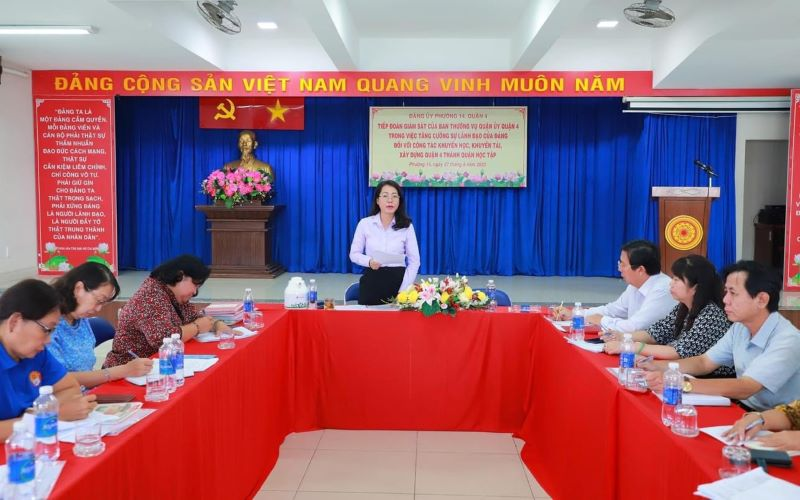 ĐẢNG CỘNG SẢN VIỆT NAM QUANG VINH MUÔN NĂM
"ĐẢNG TA LÀ
MỘT ĐẢNG CẦM QUYỀN.
MỖI ĐẢNG VIÊN VÀ
CÁN BỘ PHẢI THẬT SỰ
THẤM NHUẦN
ĐẠO ĐỨC CÁCH MẠNG,
THẬT SỰ
CẦN KIỆM LIÊM CHÍNH,
CHÍ CÔNG VÔ TƯ
PHẢI GIỮ GÌN
CHO ĐẢNG TA
THẬT TRONG SẠCH,
PHẢI XỨNG ĐÁNG
LÀ NGƯỜI LÃNH ĐẠO,
LÀ NGƯỜI ĐẦY TỚ
THẬT TRUNG THÀNH
CỦA NHÂN DÂN"
ĐẢNG ỦY PHƯỜNG 14, QUẬN 4
TIẾP ĐOÀN GIÁM SÁT CỦA BAN THƯỜNG VỤ QUẬN ỦY QUẬN 4
TRONG VIỆC TĂNG CƯỜNG SỰ LÃNH ĐẠO CỦA ĐẢNG
ĐỐI VỚI CÔNG TÁC KHUYẾN HỌC, KHUYẾN TÀI,
XÂY DỰNG QUẬN 4 THÀNH QUẬN HỌC TẬP